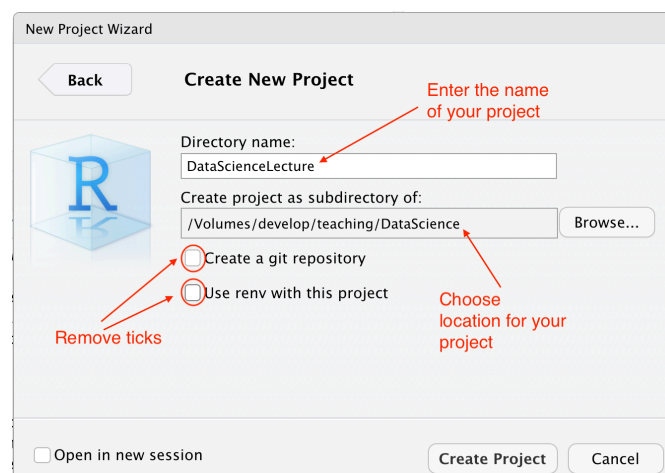 New Project Wizard
Back
Create New Project
Enter the name
of your project
Directory name:
DataScienceLecture
Create project as subdirectory of:
/Volumes/develop/teaching/DataScience
Browse...
R
Create a git repository
Use renv with this project
Remove ticks
Choose
location for your
project
Open in new session
Create Project
Cancel